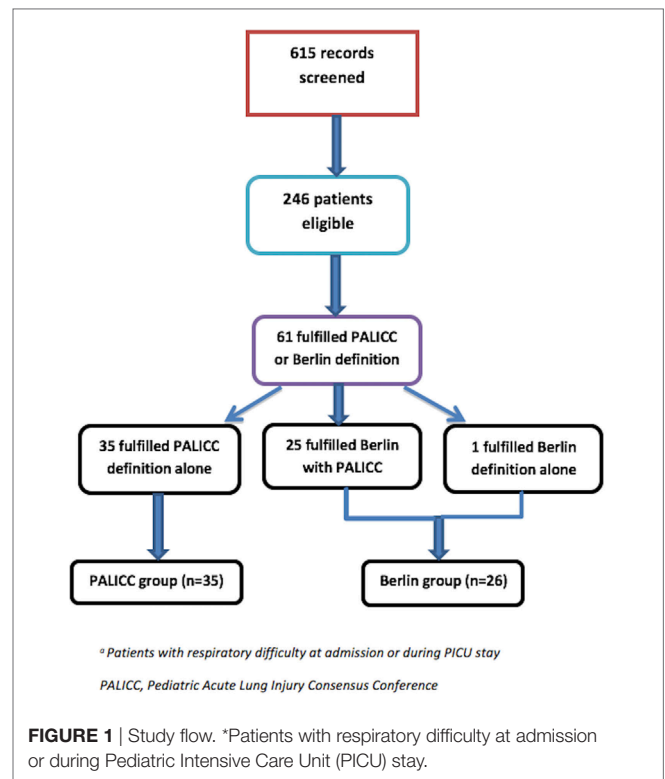 615 records
screened
246 patients
eligible
61 fulfilled PALICC
or Berlin definition
35 fulfilled PALICC
definition alone
25 fulfilled Berlin
with PALICC
1 fulfilled Berlin
definition alone
PALICC group (n=35)
Berlin group (n=26)
ᵃ Patients with respiratory difficulty at admission or during PICU stay
PALICC, Pediatric Acute Lung Injury Consensus Conference
FIGURE 1 | Study flow. *Patients with respiratory difficulty at admission
or during Pediatric Intensive Care Unit (PICU) stay.